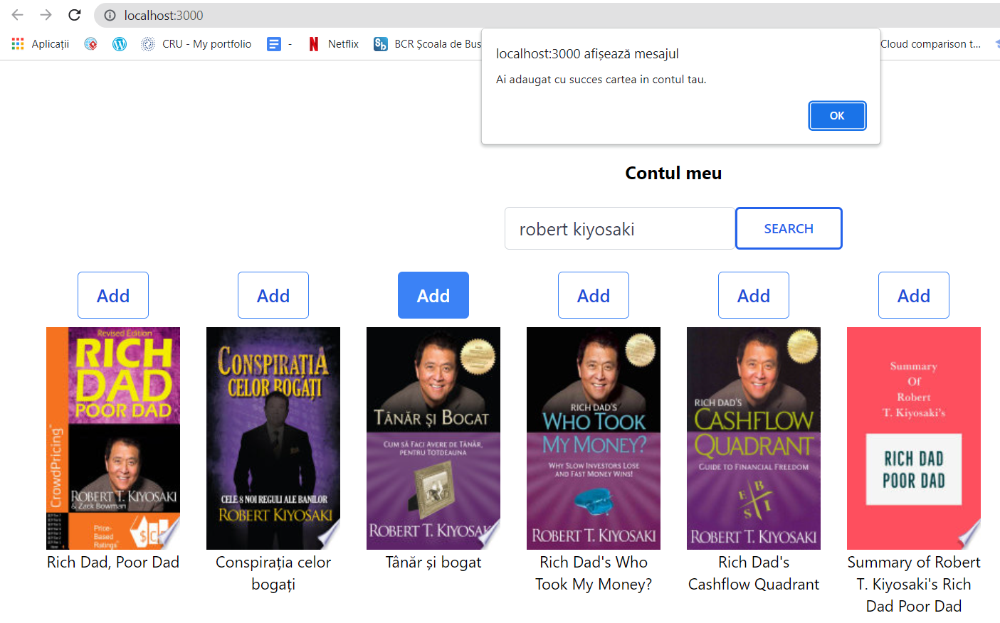 localhost:3000
Aplicații
CRU - My portfolio
-
Netflix
BCR Școala de Bus
Cloud comparison t...
localhost:3000 afișează mesajul
Ai adaugat cu succes cartea in contul tau.
OK
Contul meu
robert kiyosaki
SEARCH
Add
Add
Add
Add
Add
Add
Revised Edition
RICH
DAD
POOR DAD
CrowdPricing™
ROBERT T. KIYOSAKI
& Zack Bowman
Price-
Based
Ratings™
CONSPIRAȚIA
CELOR BOGAȚI
CELE 8 NOI REGULI ALE BANILOR
ROBERT KIYOSAKI
TÂNĂR ȘI BOGAT
CUM SĂ FACI AVERE DE TÂNĂR,
PENTRU TOTDEAUNA
ROBERT T. KIYOSAK
RICH DAD'S
WHO TOOK
MY MONEY?
WHY SLOW INVESTORS LOSE
AND FAST MONEY WINS!
ROBERT T. KIYOSAKI
RICH DAD'S
CASHFLOW
QUADRANT
GUIDE TO FINANCIAL FREEDOM
E B
S I
ROBERT T. KIYOSAKI
Summary
Of
Robert
T. Kiyosaki's
RICH DAD
POOR DAD
Rich Dad, Poor Dad
Conspirația celor
bogați
Tânăr și bogat
Rich Dad's Who
Took My Money?
Rich Dad's
Cashflow Quadrant
Summary of Robert
T. Kiyosaki's Rich
Dad Poor Dad